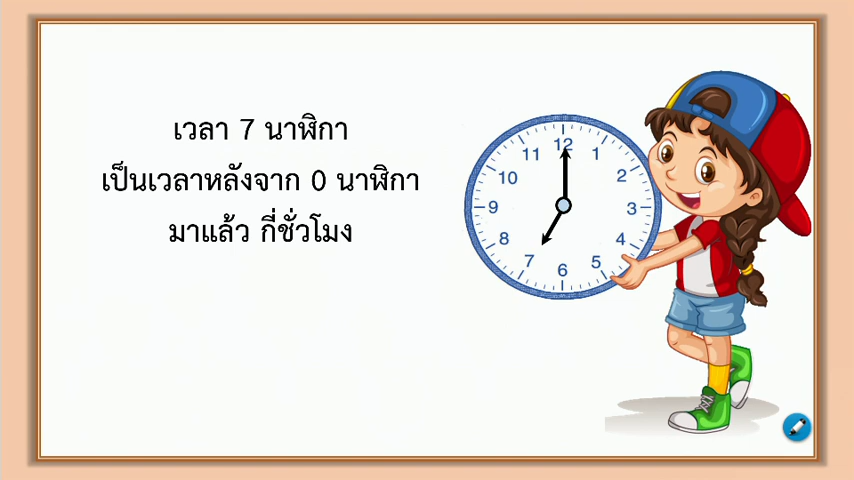 เวลา 7 นาฬิกา
เป็นเวลาหลังจาก 0 นาฬิกา
มาแล้ว กี่ชั่วโมง
12
11 1
10 2
9 3
8 4
7 5
6